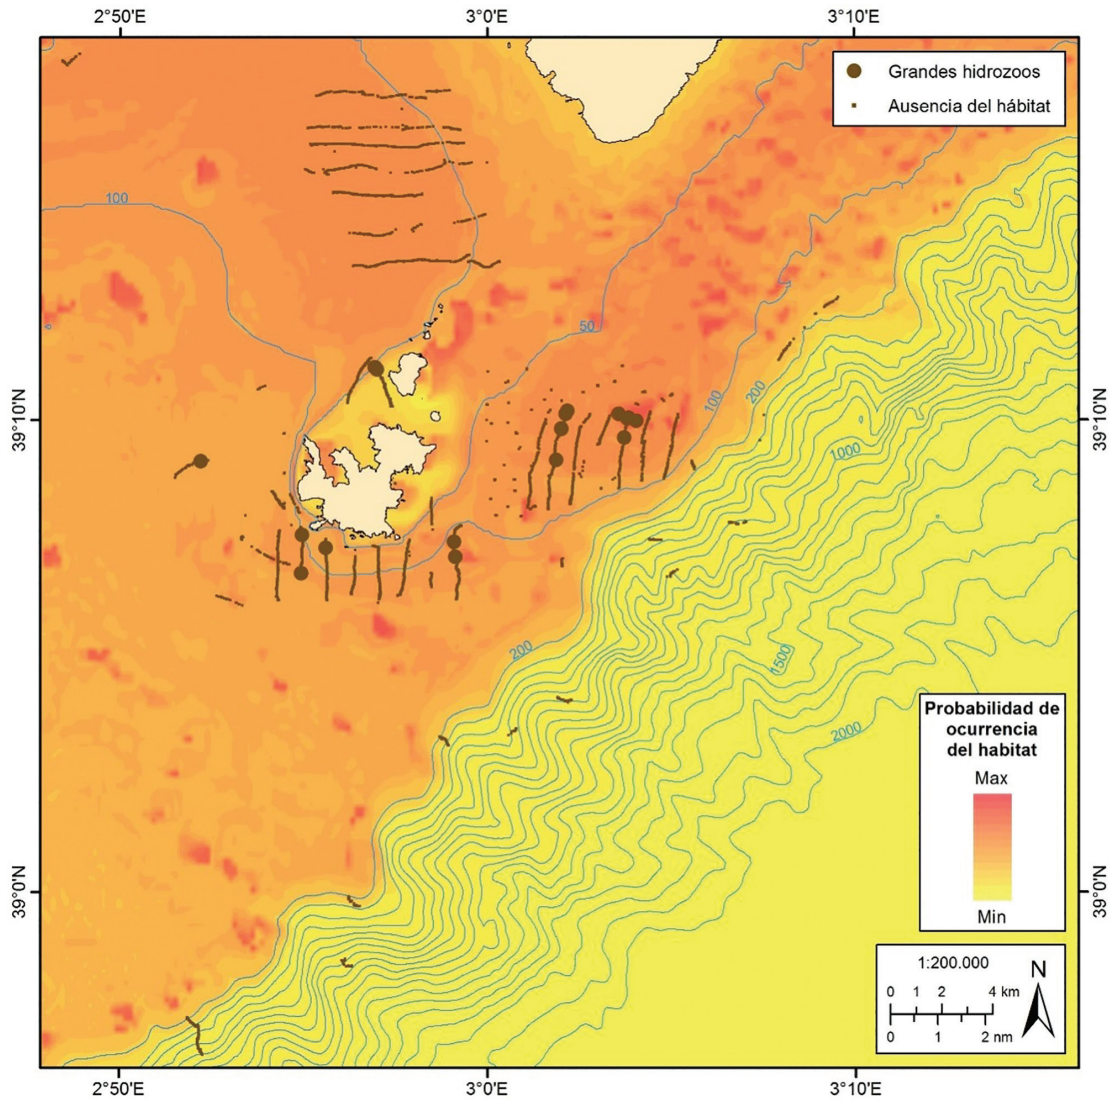 2°50'E 3°0'E 3°10'E
Grandes hidrozoos
Ausencia del hábitat
100
50
39°10'N
100
200
39°10'N
1000
200
1500
2000
Probabilidad de
ocurrencia
del habitat
Max
Min
39°0'N
39°0'N
1:200.000
N
0 1 2 4 km
0 1 2 nm
2°50'E 3°0'E 3°10'E